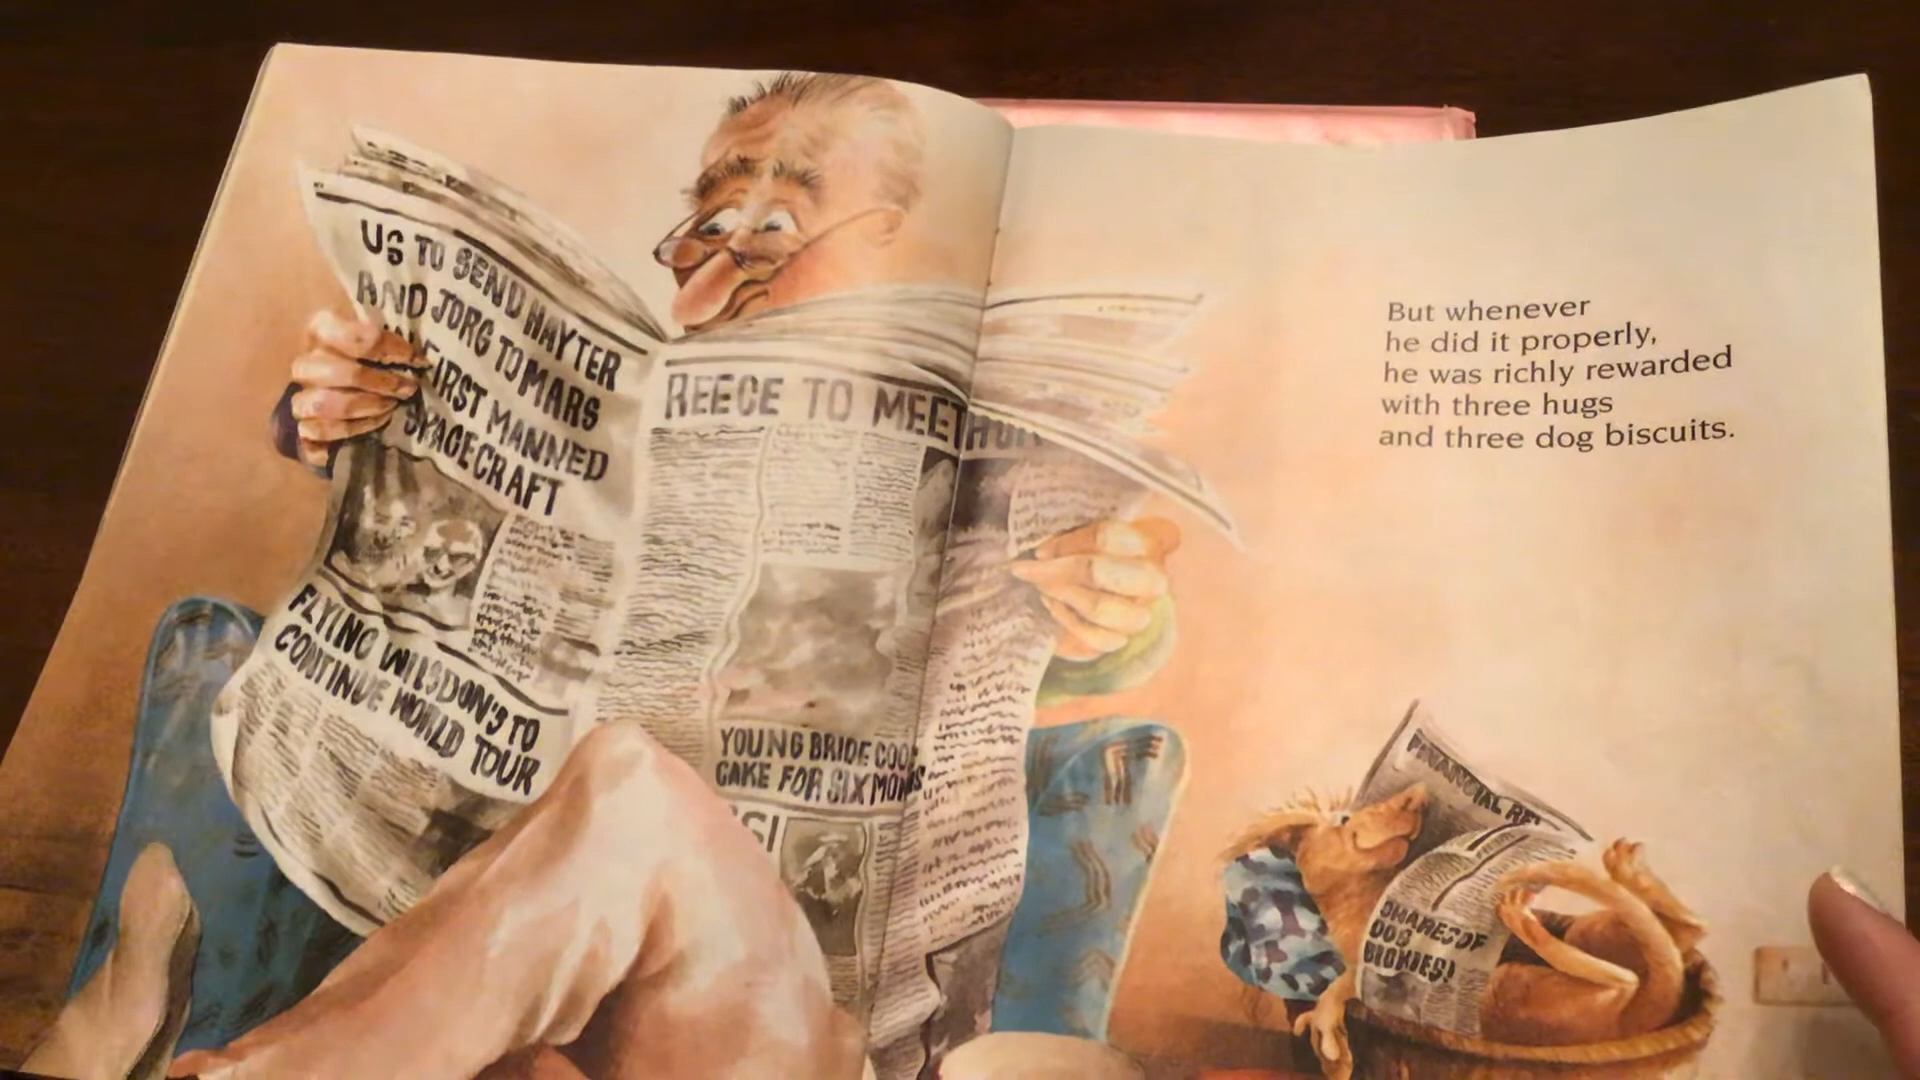 US TO SEND HAYTER
AND JORG TO MARS
FIRST MANNED
SPACECRAFT
FLYING WILSDON'S TO
CONTINUE WORLD TOUR
REECE TO MEET
YOUNG BRIDE COOK
CAKE FOR SIX
But whenever
he did it properly,
he was richly rewarded
with three hugs
and three dog biscuits.
FINANCIAL RE
SHARES OF
DOG
BICKIES!